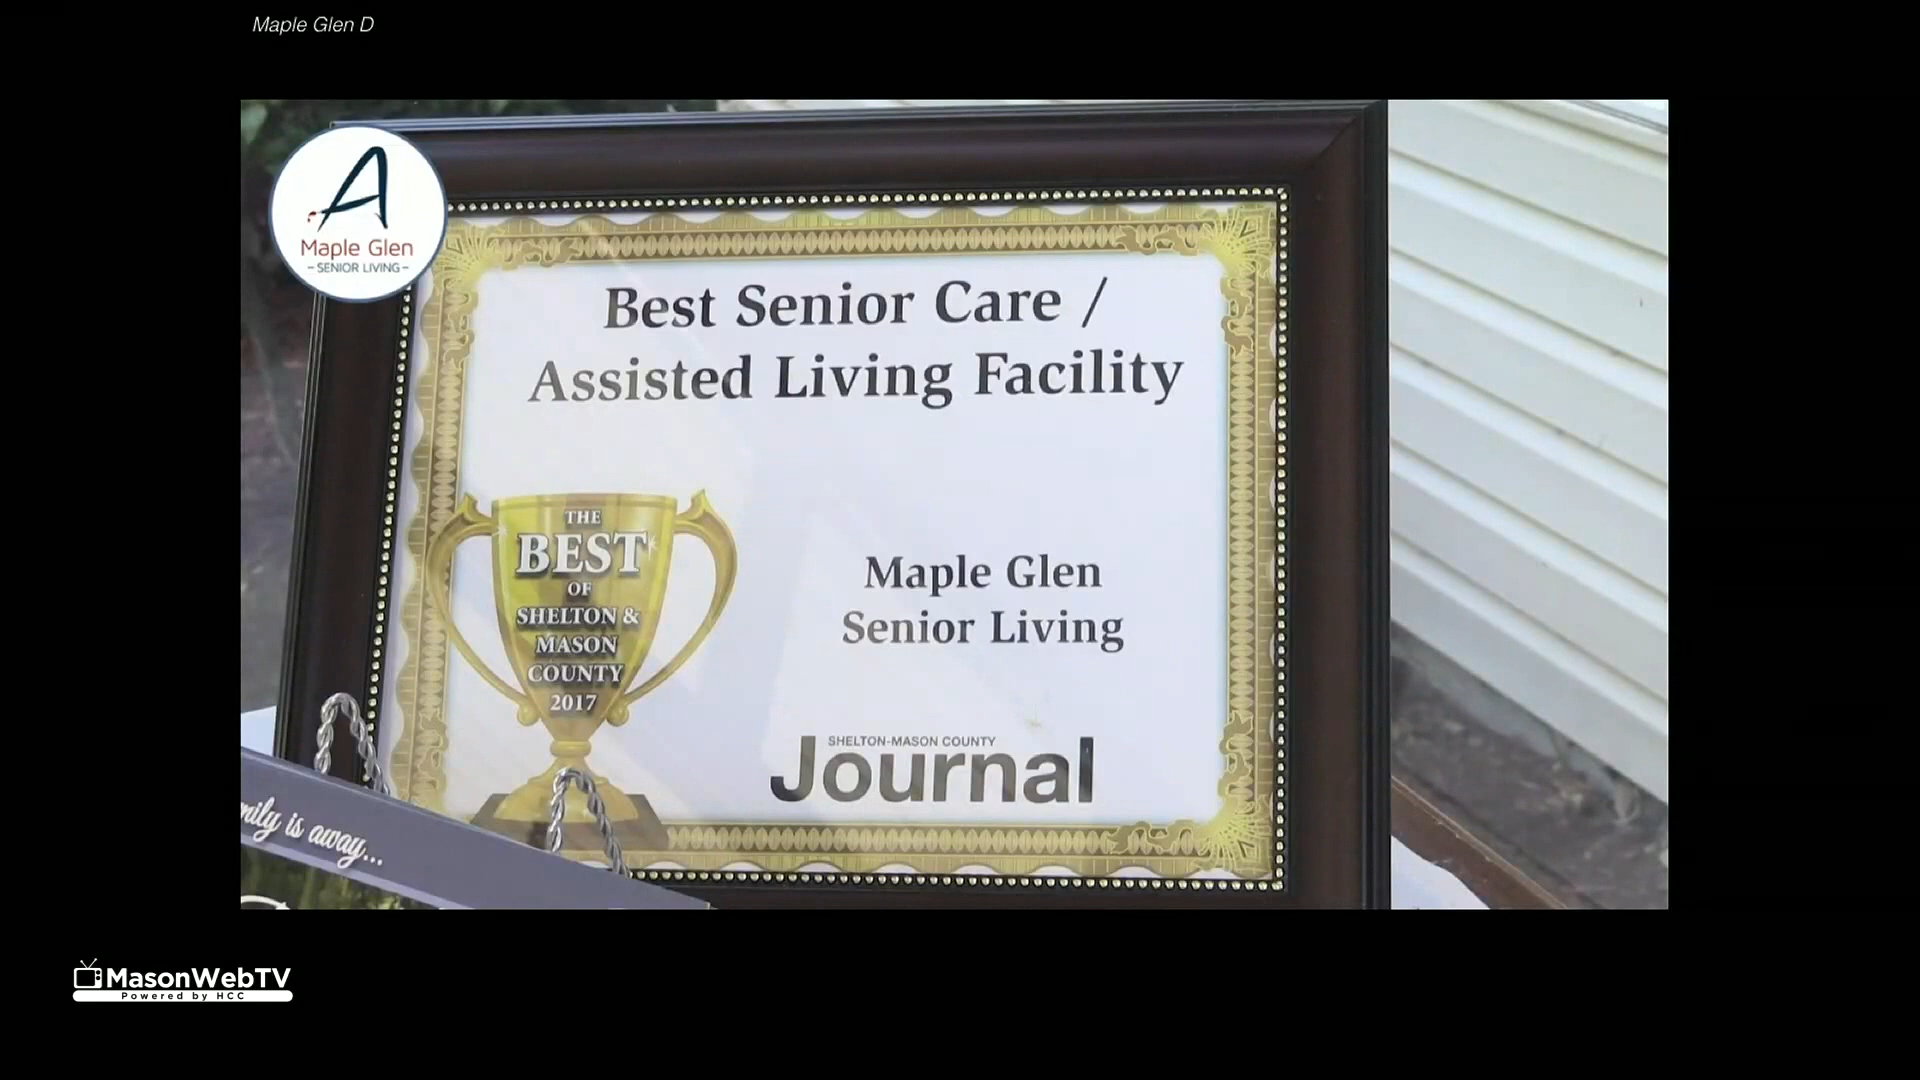 Maple Glen D
A
Maple Glen
-SENIOR LIVING-
Best Senior Care /
Assisted Living Facility
THE
BEST
OF
SHELTON &
MASON
COUNTY
2017
Maple Glen
Senior Living
SHELTON-MASON COUNTY
Journal
is away...
MasonWebTV
Powered by HCC